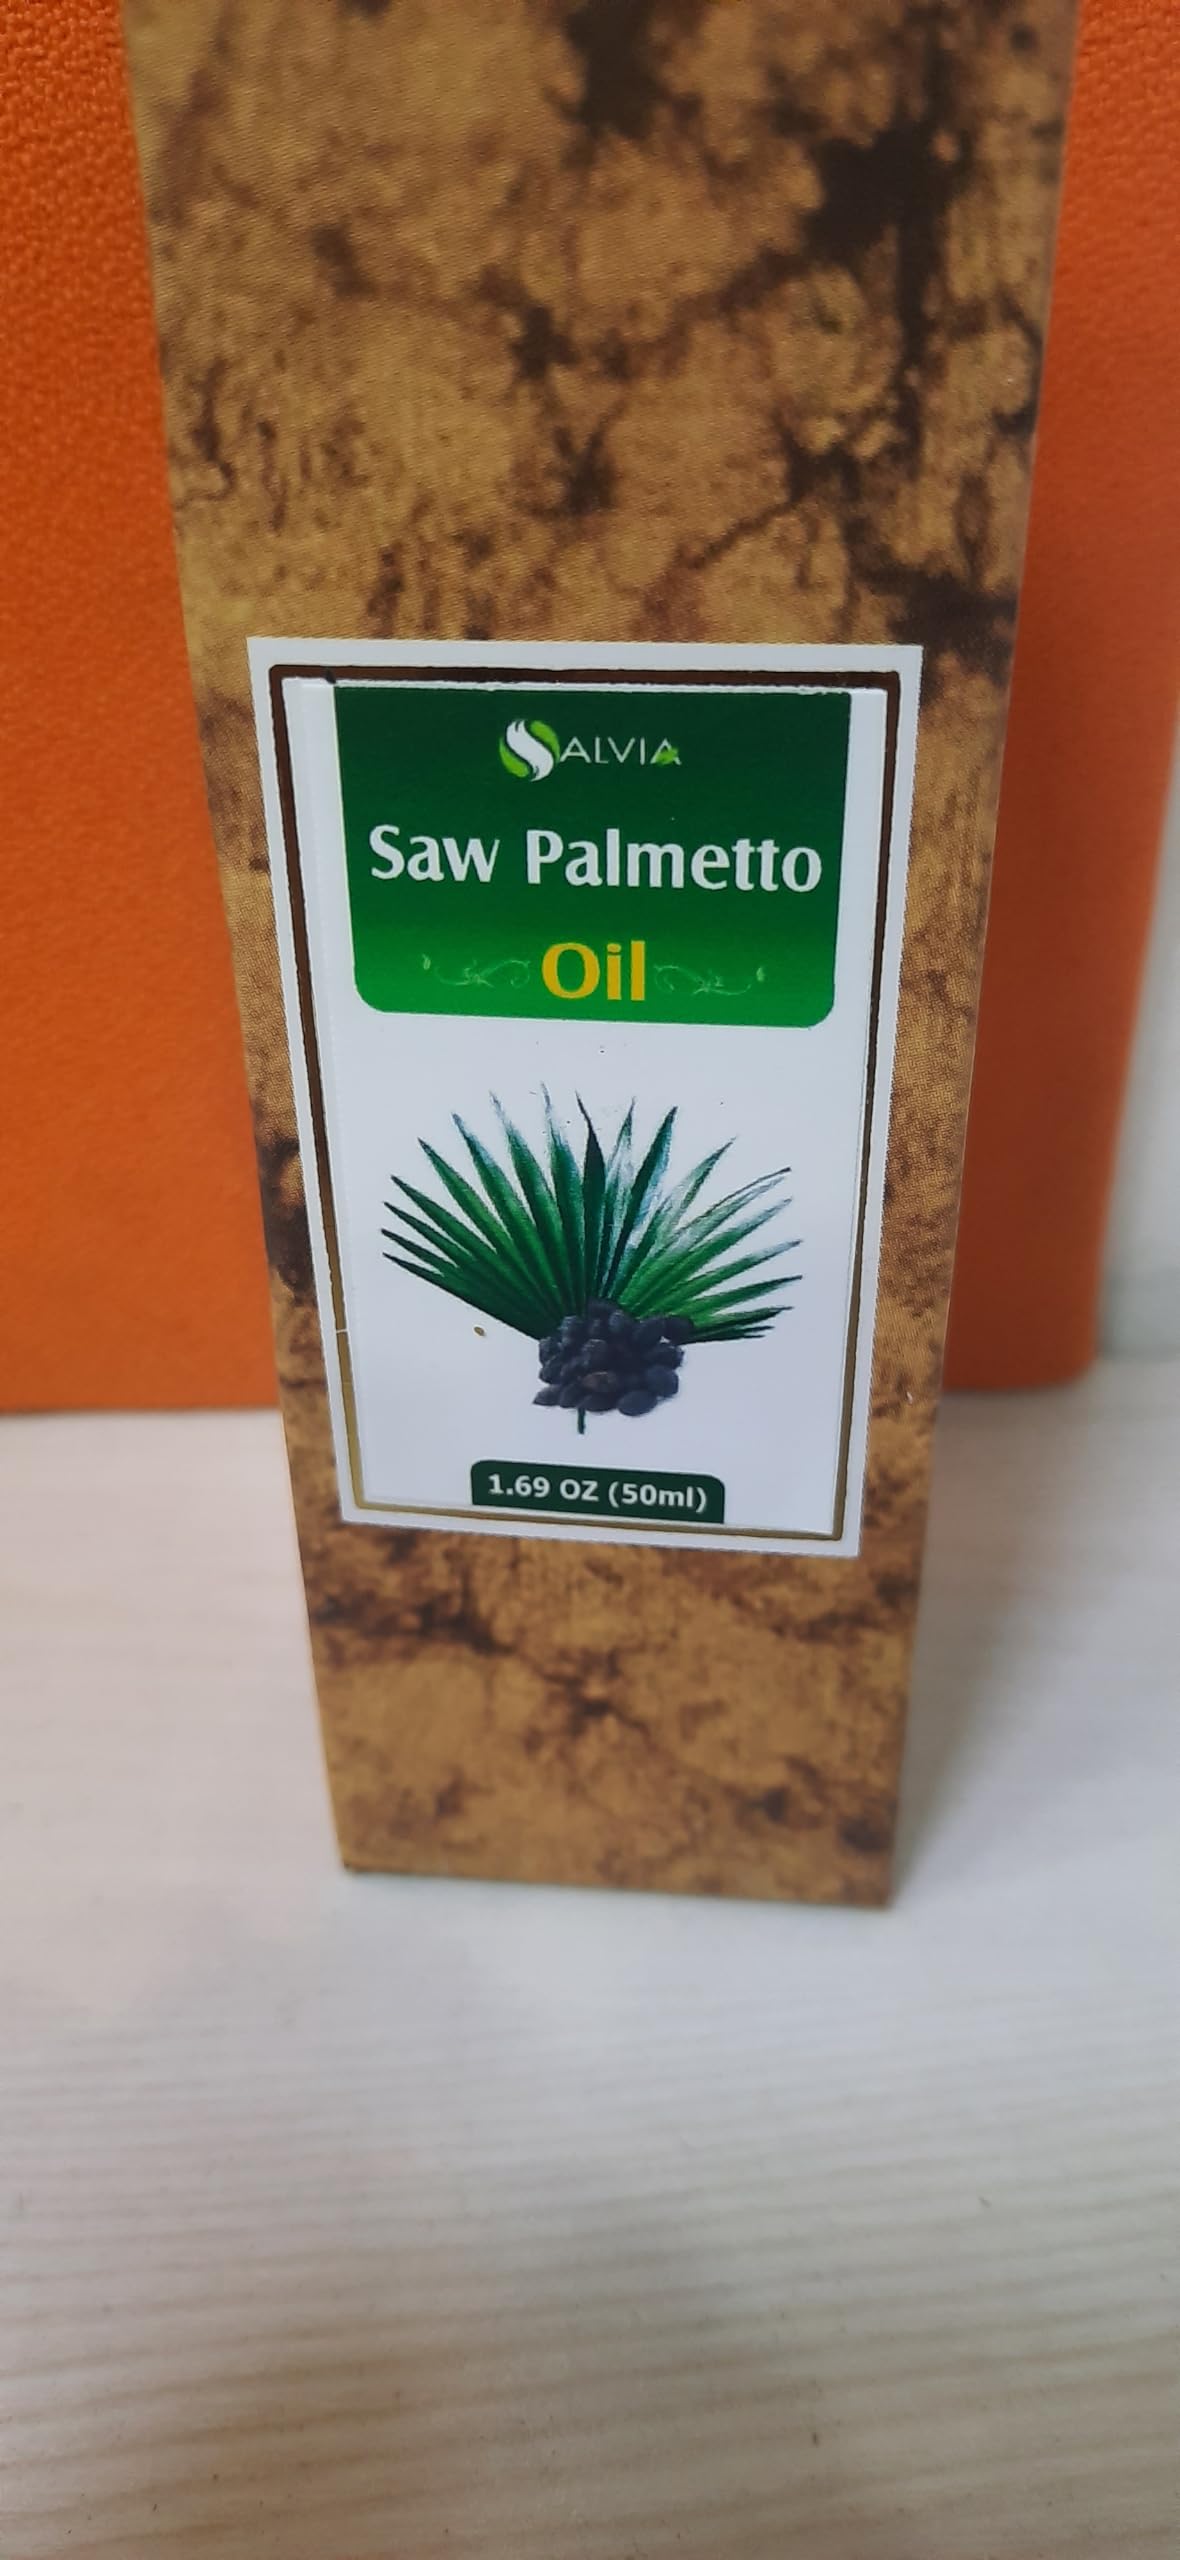 SALVIA
Saw Palmetto
Oil
1.69 OZ (50ml)